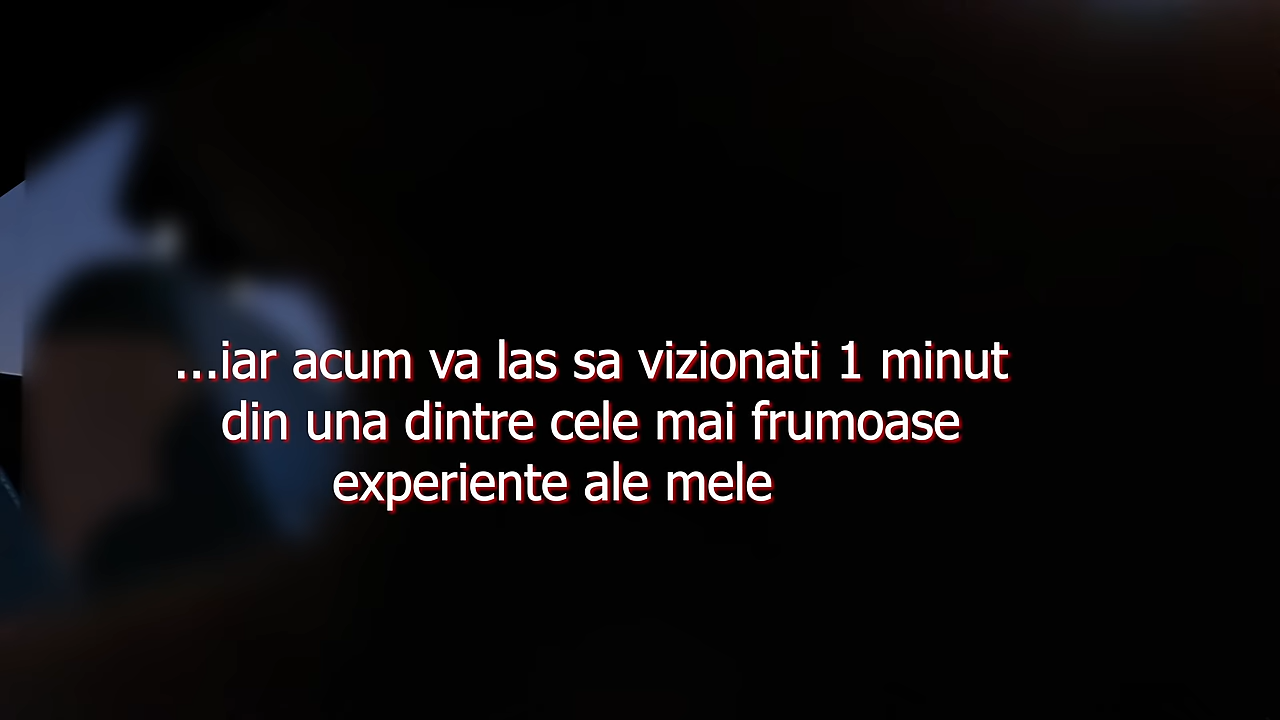 ...iar acum va las sa vizionati 1 minut
din una dintre cele mai frumoase
experiente ale mele